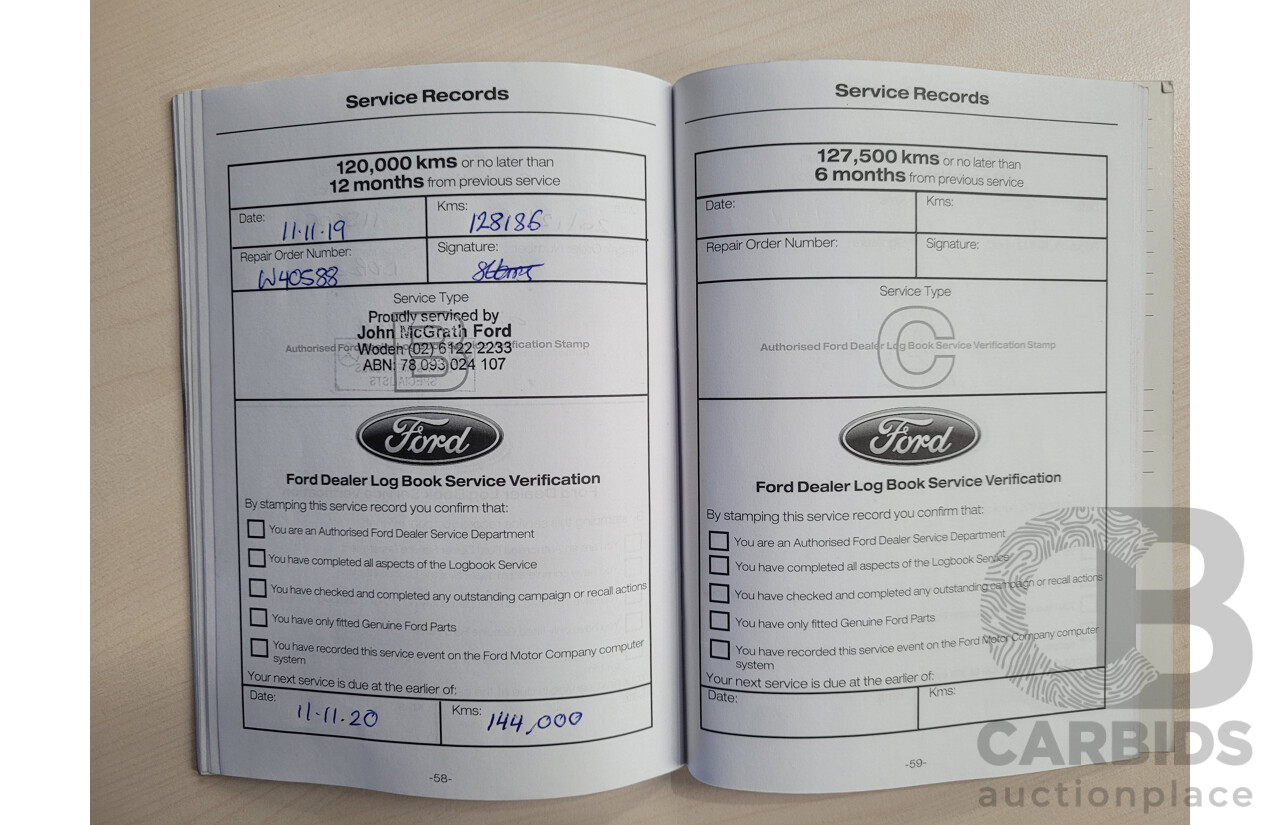 Service Records
120,000 kms or no later than
12 months from previous service
Date:
11.11.19
Kms:
128186
Repair Order Number:
W40588
Signature:
Service Type
Proudly serviced by
John McGrath Ford
Woden (02) 6122 2233
ABN: 78 093 024 107
Authorised Ford Dealer Log Book Service Verification Stamp
B
Ford
Ford Dealer Log Book Service Verification
By stamping this service record you confirm that:
You are an Authorised Ford Dealer Service Department
You have completed all aspects of the Logbook Service
You have checked and completed any outstanding campaign or recall actions
You have only fitted Genuine Ford Parts
You have recorded this service event on the Ford Motor Company computer
system
Your next service is due at the earlier of:
Date:
11.11.20
Kms:
144,000
-58-
Service Records
127,500 kms or no later than
6 months from previous service
Date:
Kms:
Repair Order Number:
Signature:
Service Type
C
Authorised Ford Dealer Log Book Service Verification Stamp
Ford
Ford Dealer Log Book Service Verification
By stamping this service record you confirm that:
You are an Authorised Ford Dealer Service Department
You have completed all aspects of the Logbook Service
You have checked and completed any outstanding campaign or recall actions
You have only fitted Genuine Ford Parts
You have recorded this service event on the Ford Motor Company computer
system
Your next service is due at the earlier of:
Date:
Kms:
-59-
CARBIDS
auctionplace